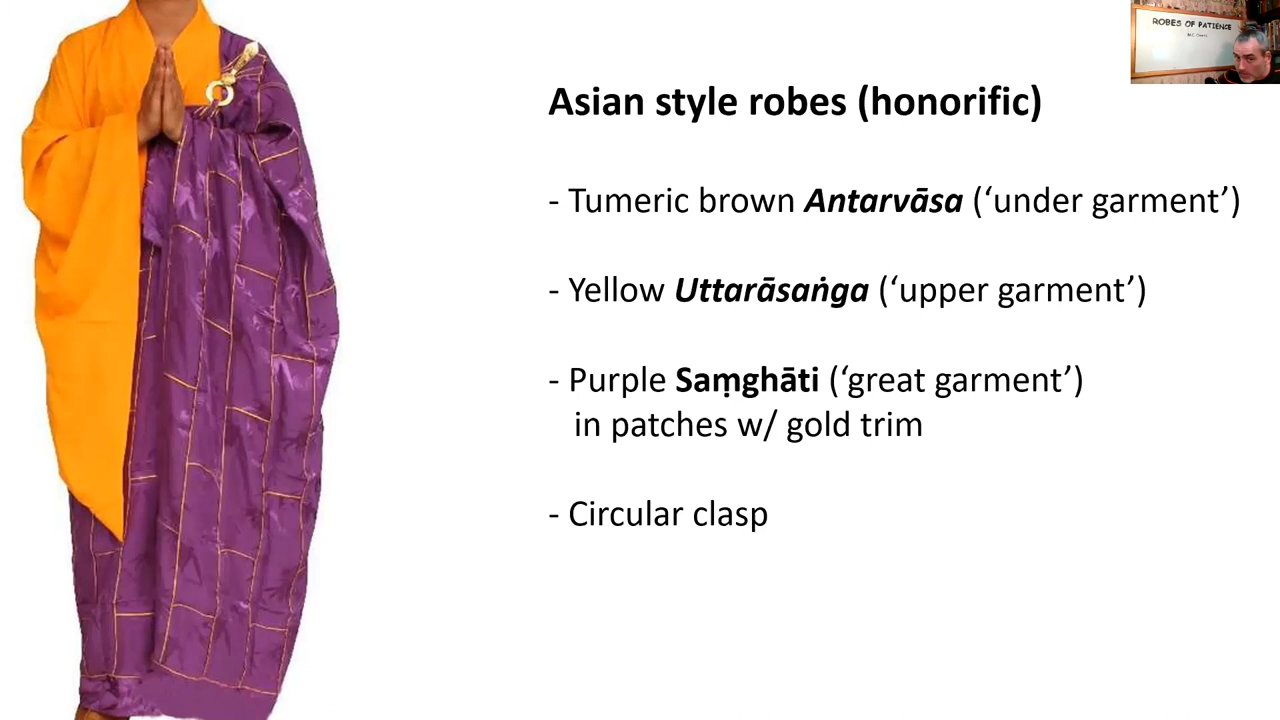 ROBES OF PATIENCE
Asian style robes (honorific)
- Tumeric brown Antarvāsa (‘under garment’)
- Yellow Uttarāsaṅga (‘upper garment’)
- Purple Saṃghāti (‘great garment’)
in patches w/ gold trim
- Circular clasp